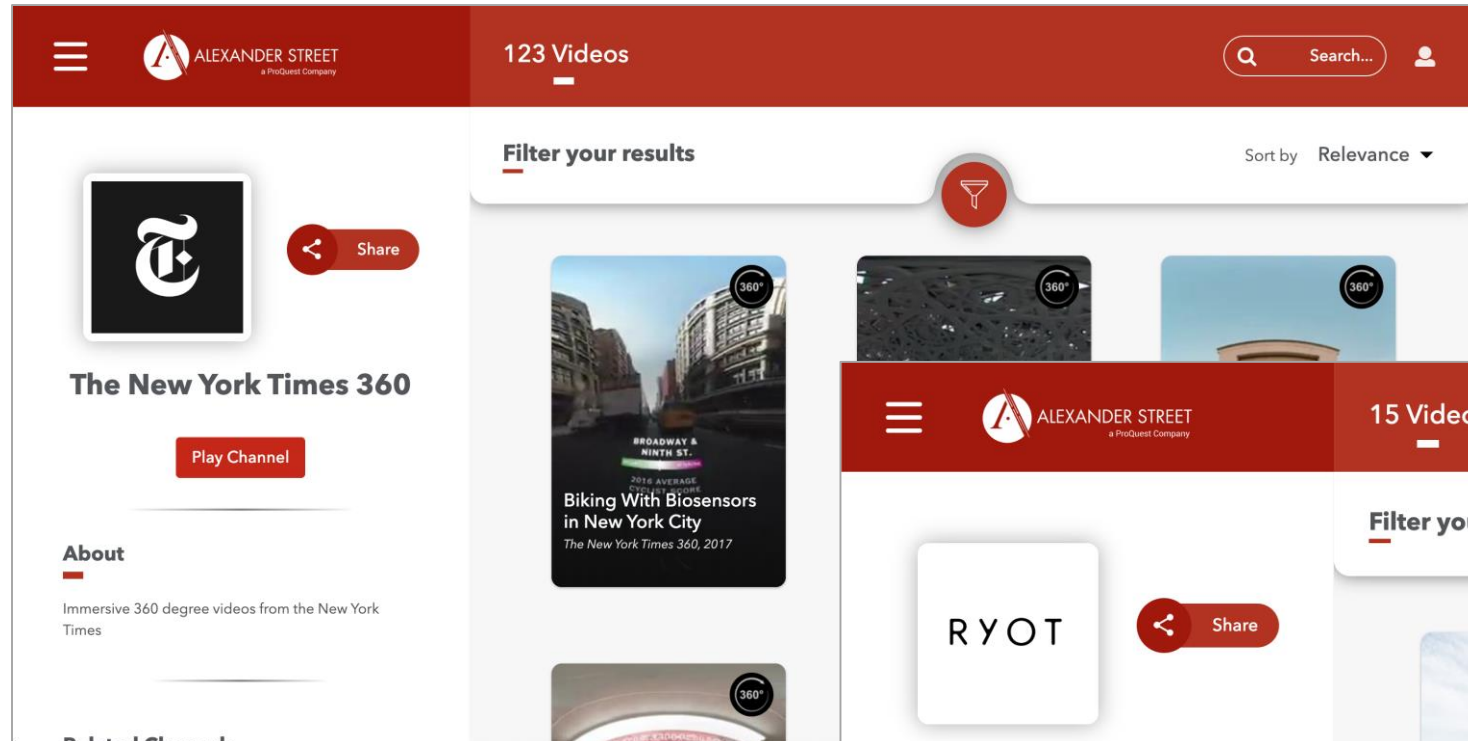 ALEXANDER STREET
a ProQuest Company
123 Videos
Search...
Filter your results
Sort by Relevance
Share
The New York Times 360
Play Channel
About
Immersive 360 degree videos from the New York
Times
360°
BROADWAY &
NINTH ST.
2016 AVERAGE
CYCLIST SCORE
Biking With Biosensors
in New York City
The New York Times 360, 2017
360°
360°
360°
ALEXANDER STREET
a ProQuest Company
15
RYOT
Share
Filter